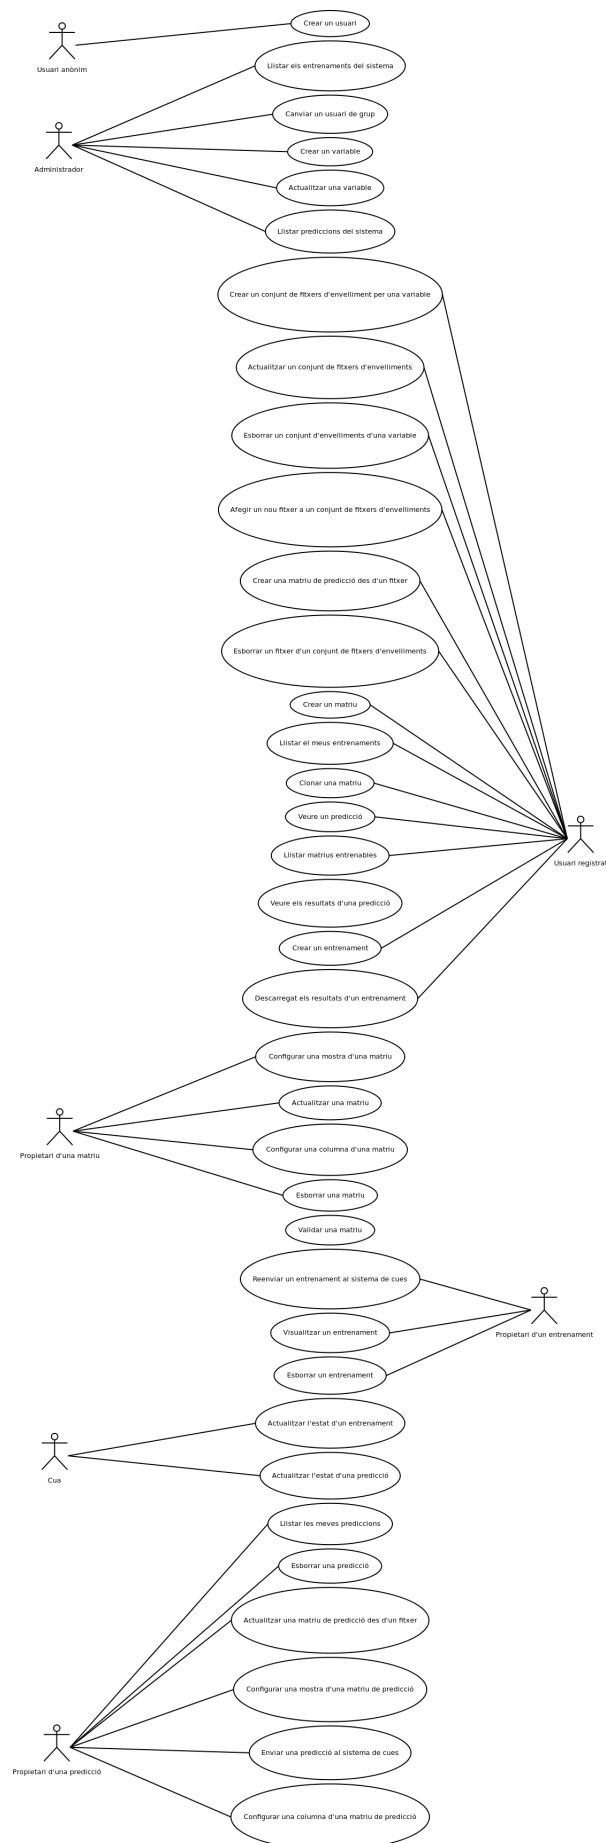 Crear un usuari
Usuari anònim
Llistar els entrenaments del sistema
Canviar un usuari de grup
Crear un variable
Administrador
Actualitzar una variable
Llistar prediccions del sistema
Crear un conjunt de fitxers d'envelliment per una variable
Actualitzar un conjunt de fitxers d'envelliments
Esborrar un conjunt d'envelliments d'una variable
Afegir un nou fitxer a un conjunt de fitxers d'envelliments
Crear una matriu de predicció des d'un fitxer
Esborrar un fitxer d'un conjunt de fitxers d'envelliments
Crear un matriu
Llistar el meus entrenaments
Clonar una matriu
Veure un predicció
Llistar matrius entrenables
Usuari registrat
Veure els resultats d'una predicció
Crear un entrenament
Descarregat els resultats d'un entrenament
Configurar una mostra d'una matriu
Actualitzar una matriu
Configurar una columna d'una matriu
Propietari d'una matriu
Esborrar una matriu
Validar una matriu
Reenviar un entrenament al sistema de cues
Visualitzar un entrenament
Propietari d'un entrenament
Esborrar un entrenament
Actualitzar l'estat d'un entrenament
Actualitzar l'estat d'una predicció
Cua
Llistar les meves prediccions
Esborrar una predicció
Actualitzar una matriu de predicció des d'un fitxer
Configurar una mostra d'una matriu de predicció
Enviar una predicció al sistema de cues
Propietari d'una predicció
Configurar una columna d'una matriu de predicció